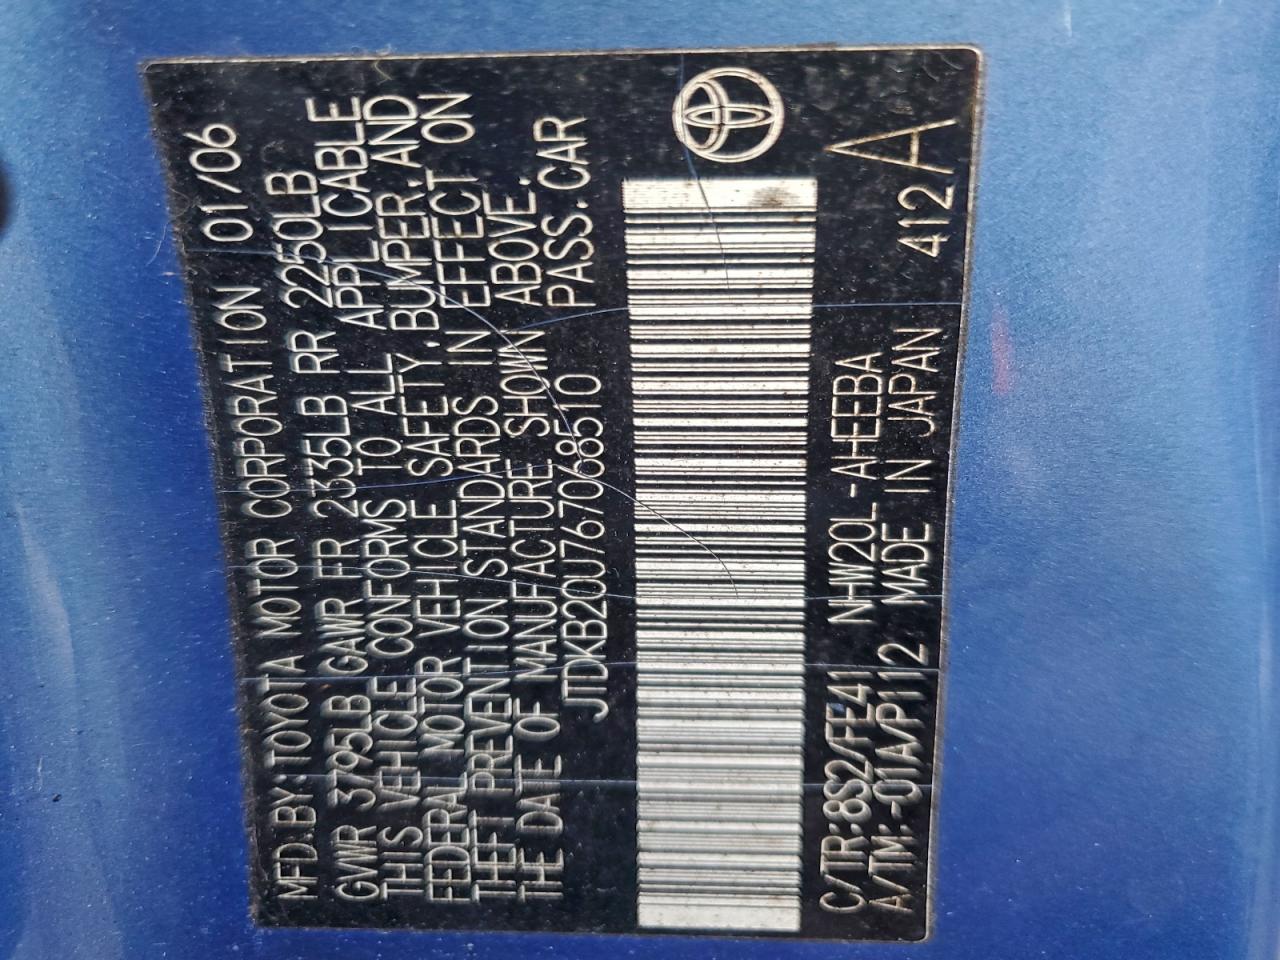 MFD.BY:TOYOTA MOTOR CORPORATION 01/06
GVWR 3795LB GAWR FR 2335LB RR 2250LB
THIS VEHICLE CONFORMS TO ALL APPLICABLE
FEDERAL MOTOR VEHICLE SAFETY,BUMPER,AND
THEFT PREVENTION STANDARDS IN EFFECT ON
THE DATE OF MANUFACTURE SHOWN ABOVE.
JTDKB20U767068510 PASS.CAR
C/TR:8S2/FE41 NHW20L-AHEEBA
A/TM:-01A/P112 MADE IN JAPAN 412A